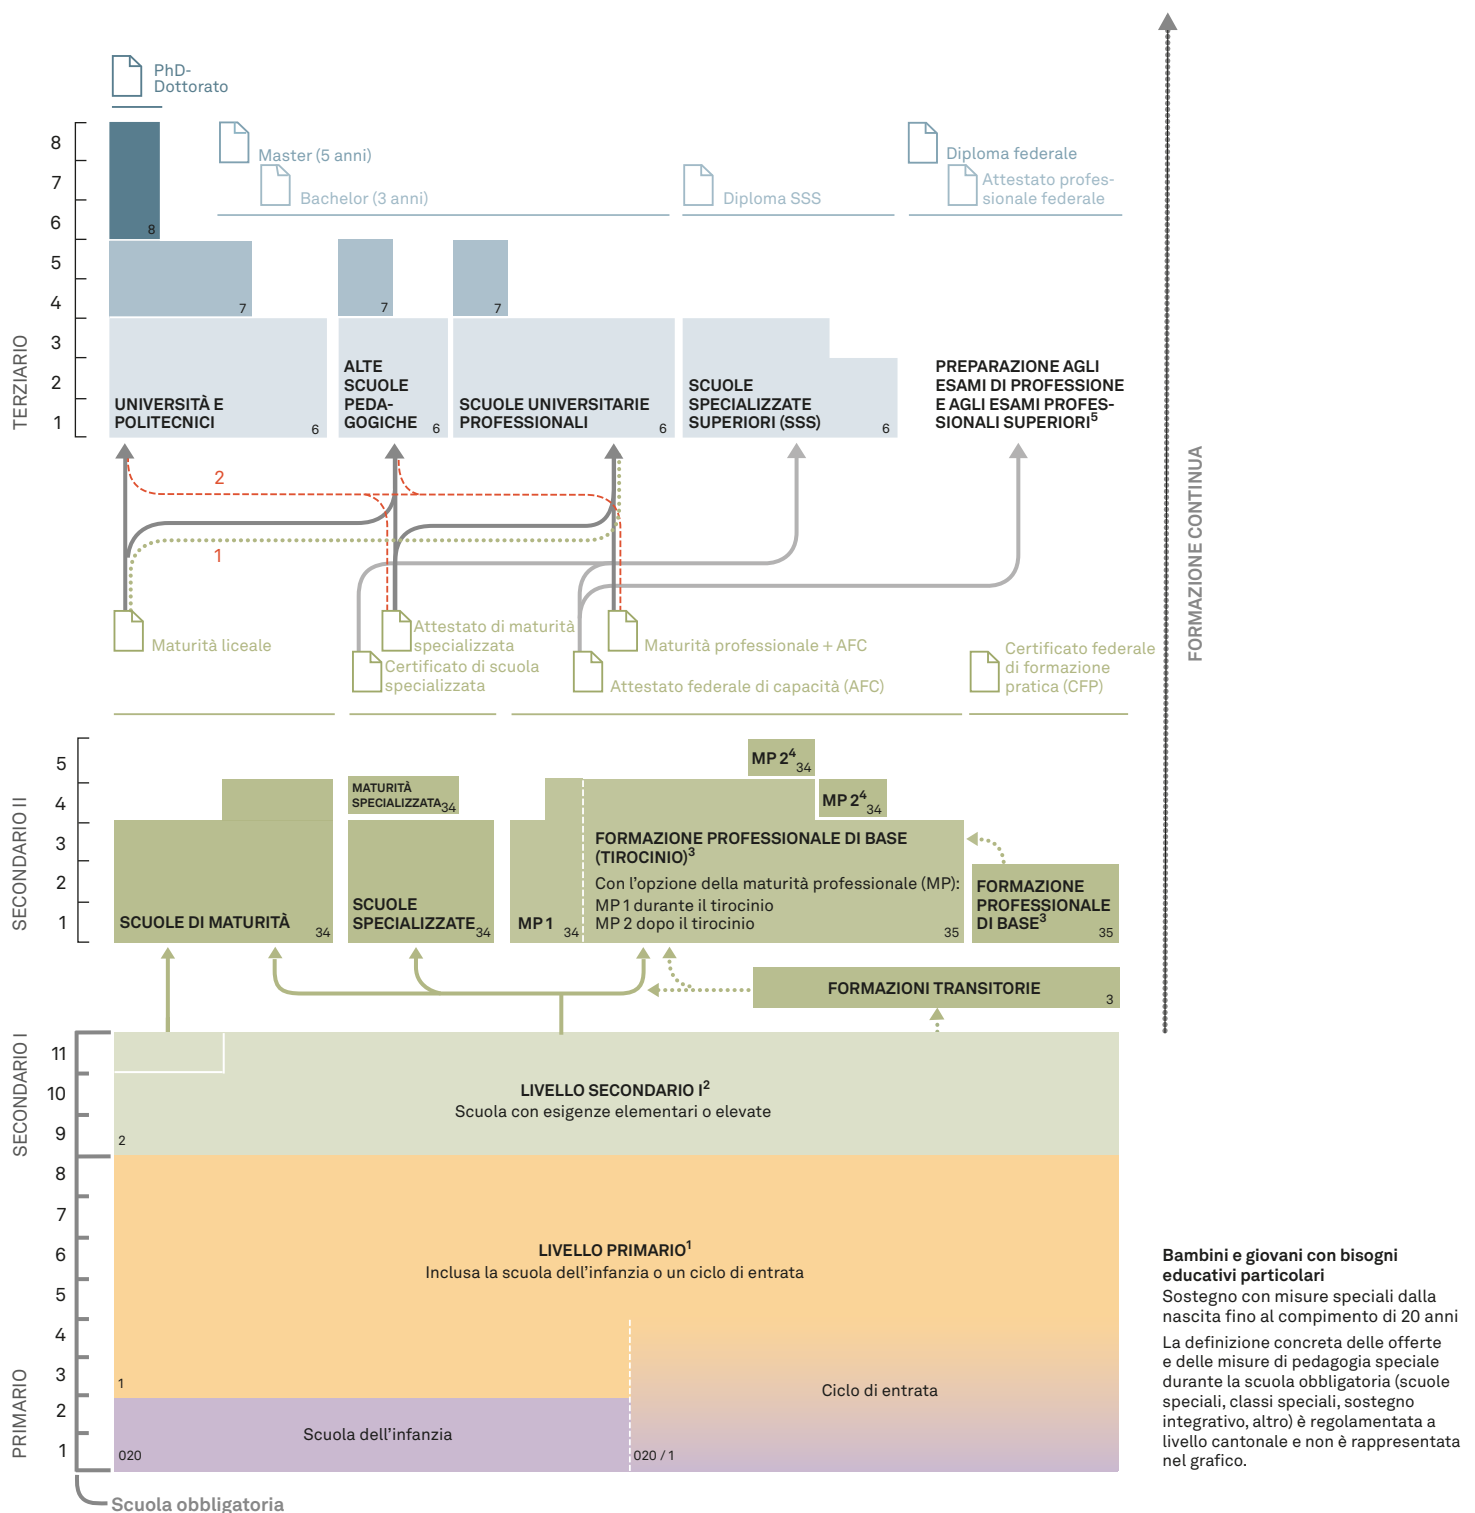 PhD-
Dottorato
Master (5 anni)
Bachelor (3 anni)
Diploma SSS
Diploma federale
Attestato profes-
sionale federale
TERZIARIO
8
7
6
5
4
3
2
1
8
7
7
7
UNIVERSITÀ E
POLITECNICI
6
ALTE
SCUOLE
PEDA-
GOGICHE
6
SCUOLE UNIVERSITARIE
PROFESSIONALI
6
SCUOLE
SPECIALIZZATE
SUPERIORI (SSS)
6
PREPARAZIONE AGLI
ESAMI DI PROFESSIONE
E AGLI ESAMI PROFES-
SIONALI SUPERIORI5
2
1
FORMAZIONE CONTINUA
Maturità liceale
Attestato di maturità
specializzata
Certificato di scuola
specializzata
Maturità professionale + AFC
Attestato federale di capacità (AFC)
Certificato federale
di formazione
pratica (CFP)
SECONDARIO II
5
4
3
2
1
SCUOLE DI MATURITÀ
34
MATURITÀ
SPECIALIZZATA
34
SCUOLE
SPECIALIZZATE
34
MP 1
34
MP 24
34
MP 24
34
FORMAZIONE PROFESSIONALE DI BASE
(TIROCINIO)3
Con l'opzione della maturità professionale (MP):
MP 1 durante il tirocinio
MP 2 dopo il tirocinio
35
FORMAZIONE
PROFESSIONALE
DI BASE3
35
FORMAZIONI TRANSITORIE
3
SECONDARIO I
11
10
9
LIVELLO SECONDARIO I2
Scuola con esigenze elementari o elevate
2
PRIMARIO
8
7
6
5
4
3
2
1
LIVELLO PRIMARIO1
Inclusa la scuola dell'infanzia o un ciclo di entrata
1
Ciclo di entrata
Scuola dell'infanzia
020
020 / 1
Scuola obbligatoria
Bambini e giovani con bisogni
educativi particolari
Sostegno con misure speciali dalla
nascita fino al compimento di 20 anni
La definizione concreta delle offerte
e delle misure di pedagogia speciale
durante la scuola obbligatoria (scuole
speciali, classi speciali, sostegno
integrativo, altro) è regolamentata a
livello cantonale e non è rappresentata
nel grafico.